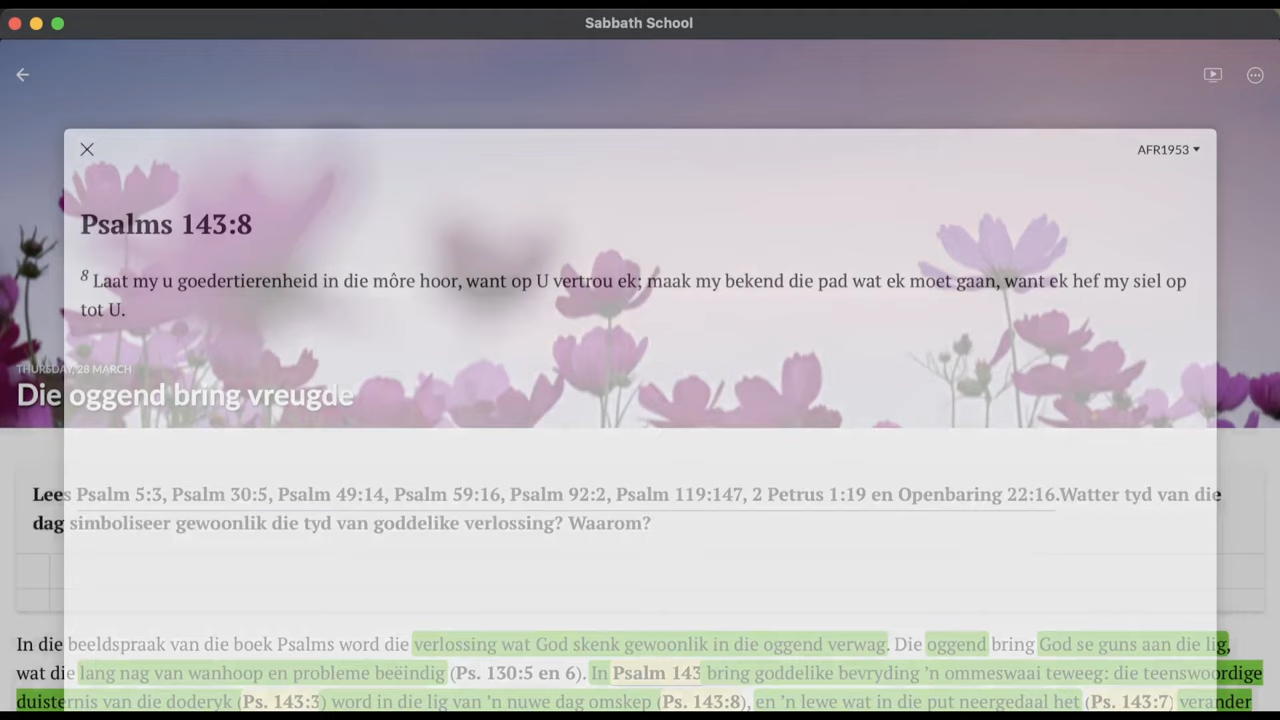 Sabbath School
AFR1953
Psalms 143:8
8 Laat my u goedertierenheid in die môre hoor, want op U vertrou ek; maak my bekend die pad wat ek moet gaan, want ek hef my siel op
tot U.
THURSDAY, 28 MARCH
Die oggend bring vreugde
Lees Psalm 5:3, Psalm 30:5, Psalm 49:14, Psalm 59:16, Psalm 92:2, Psalm 119:147, 2 Petrus 1:19 en Openbaring 22:16.Watter tyd van die
dag simboliseer gewoonlik die tyd van goddelike verlossing? Waarom?
In die beeldspraak van die boek Psalms word die verlossing wat God skenk gewoonlik in die oggend verwag. Die oggend bring God se guns aan die lig,
wat die lang nag van wanhoop en probleme beëindig (Ps. 130:5 en 6). In Psalm 143 bring goddelike bevryding ’n ommeswaai teweeg: die teenswoordige
duisternis van die doderyk (Ps. 143:3) word in die lig van ’n nuwe dag omskep (Ps. 143:8), en ’n lewe wat in die put neergedaal het (Ps. 143:7) verander